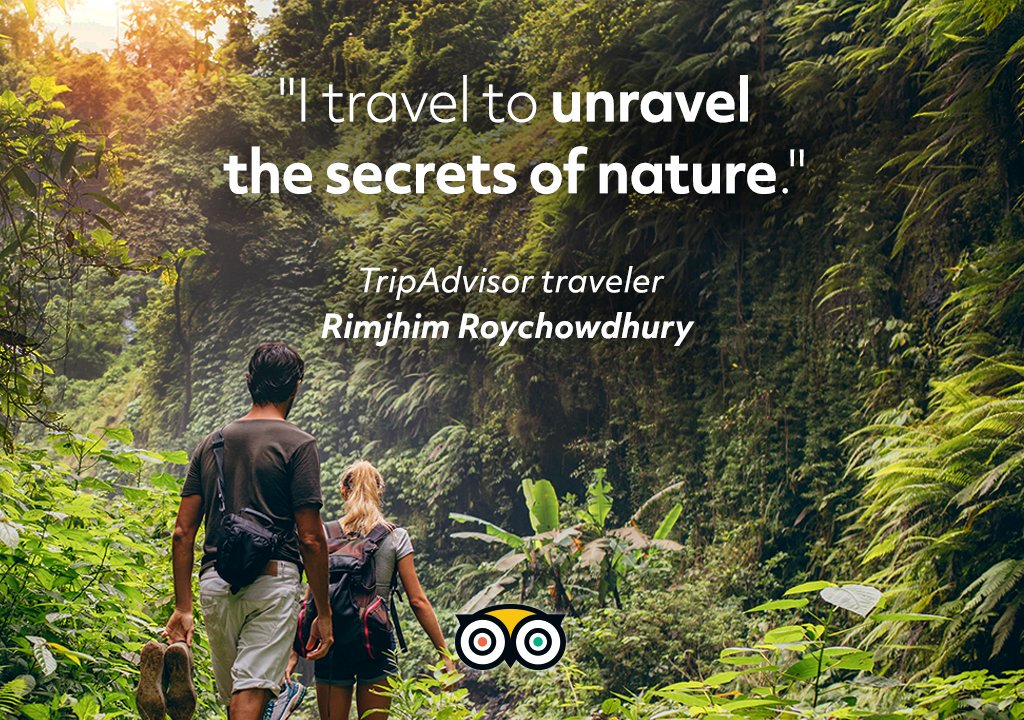 "I travel to unravel
the secrets of nature."
TripAdvisor traveler
Rimjhim Roychowdhury